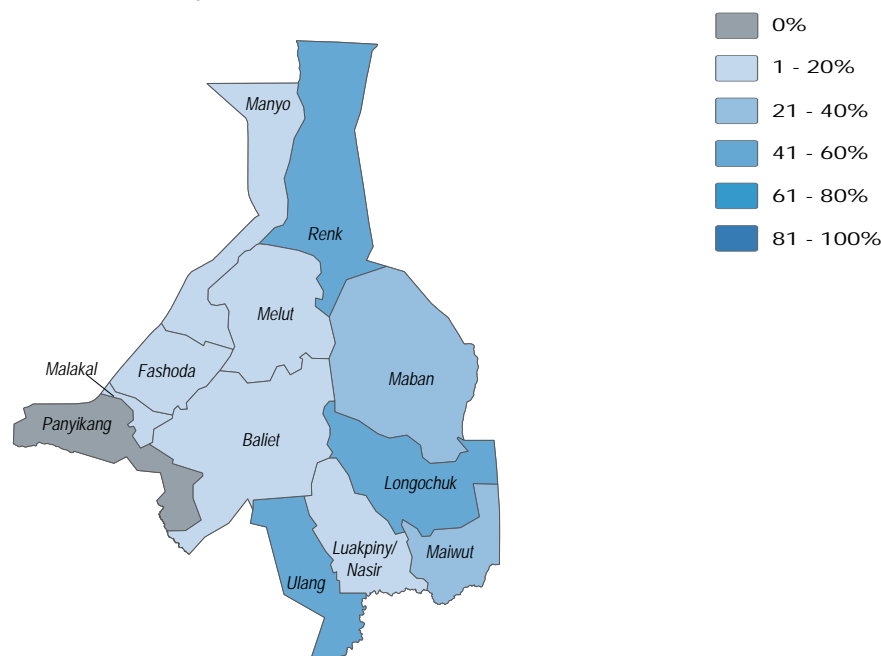 0%
1 - 20%
21 - 40%
41 - 60%
61 - 80%
81 - 100%
Manyo
Renk
Melut
Malakal
Fashoda
Maban
Panyikang
Baliet
Longochuk
Luakpiny/
Nasir
Maiwut
Ulang